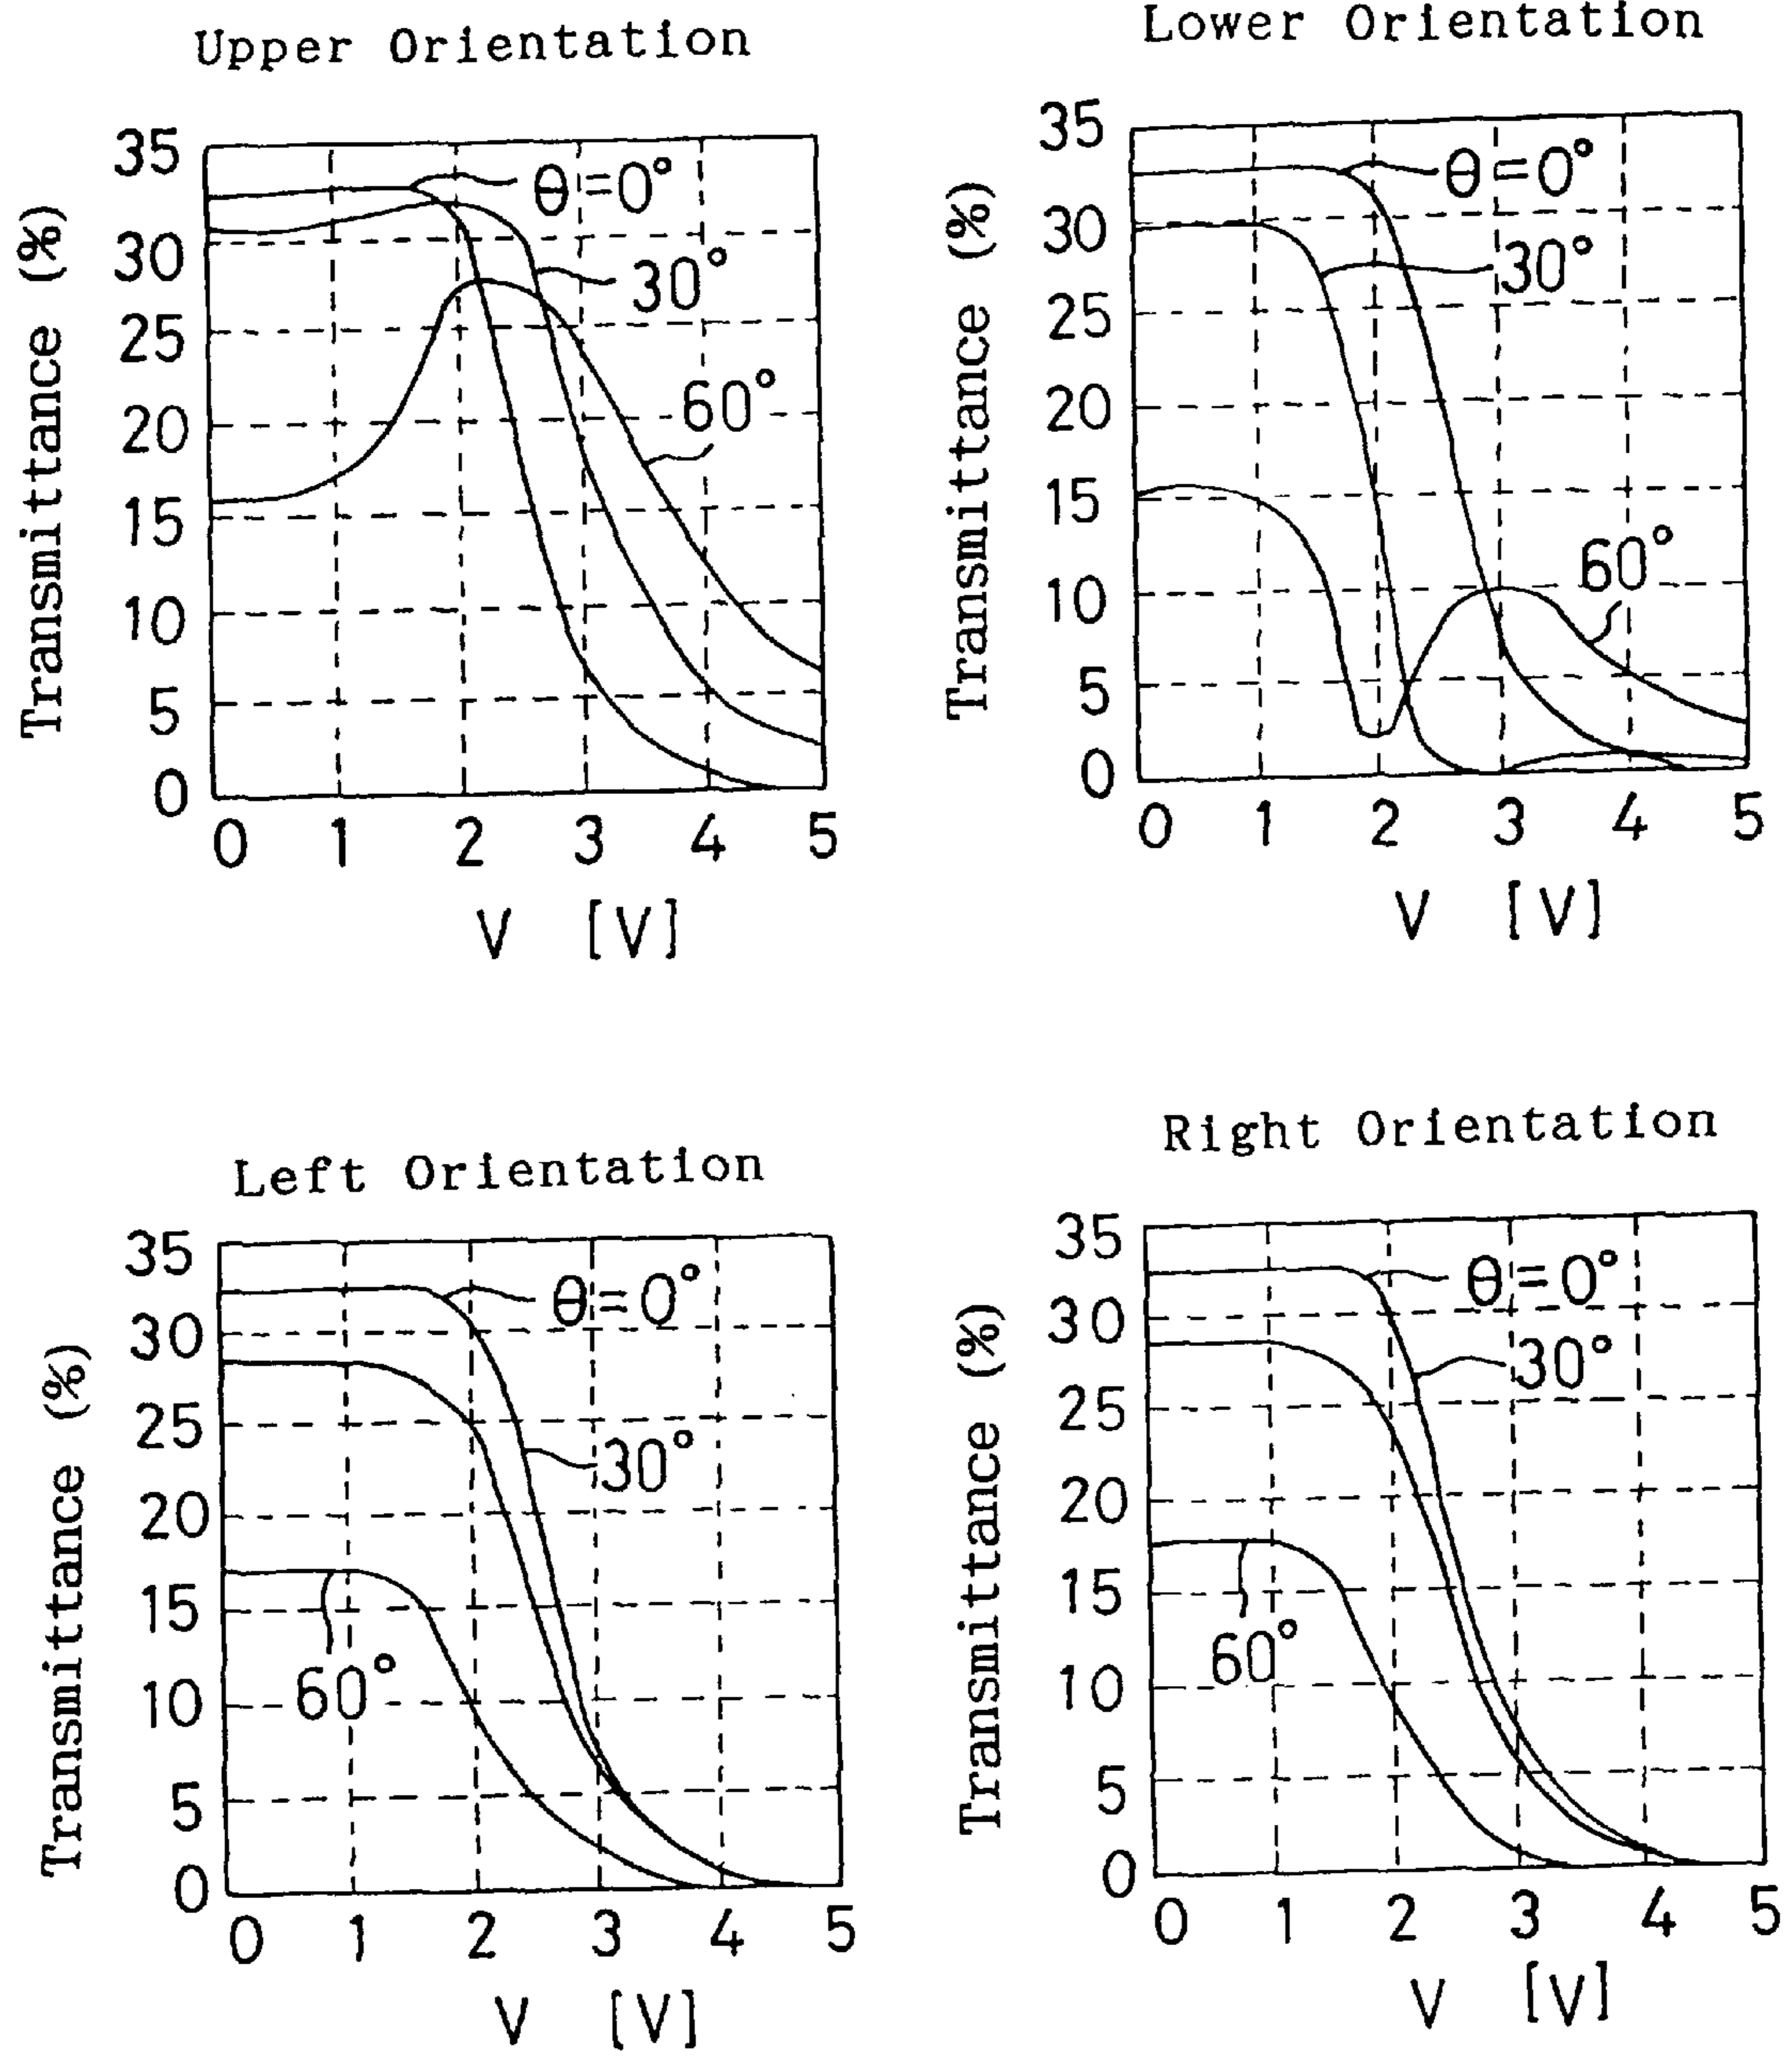 Upper Orientation
Transmittance (%)
35
30
25
20
15
10
5
0
θ=0°
30°
60°
0 1 2 3 4 5
V [V]
Lower Orientation
Transmittance (%)
35
30
25
20
15
10
5
0
θ=0°
30°
60°
0 1 2 3 4 5
V [V]
Left Orientation
Transmittance (%)
35
30
25
20
15
10
5
0
θ=0°
30°
60°
0 1 2 3 4 5
V [V]
Right Orientation
Transmittance (%)
35
30
25
20
15
10
5
0
θ=0°
30°
60°
0 1 2 3 4 5
V [V]